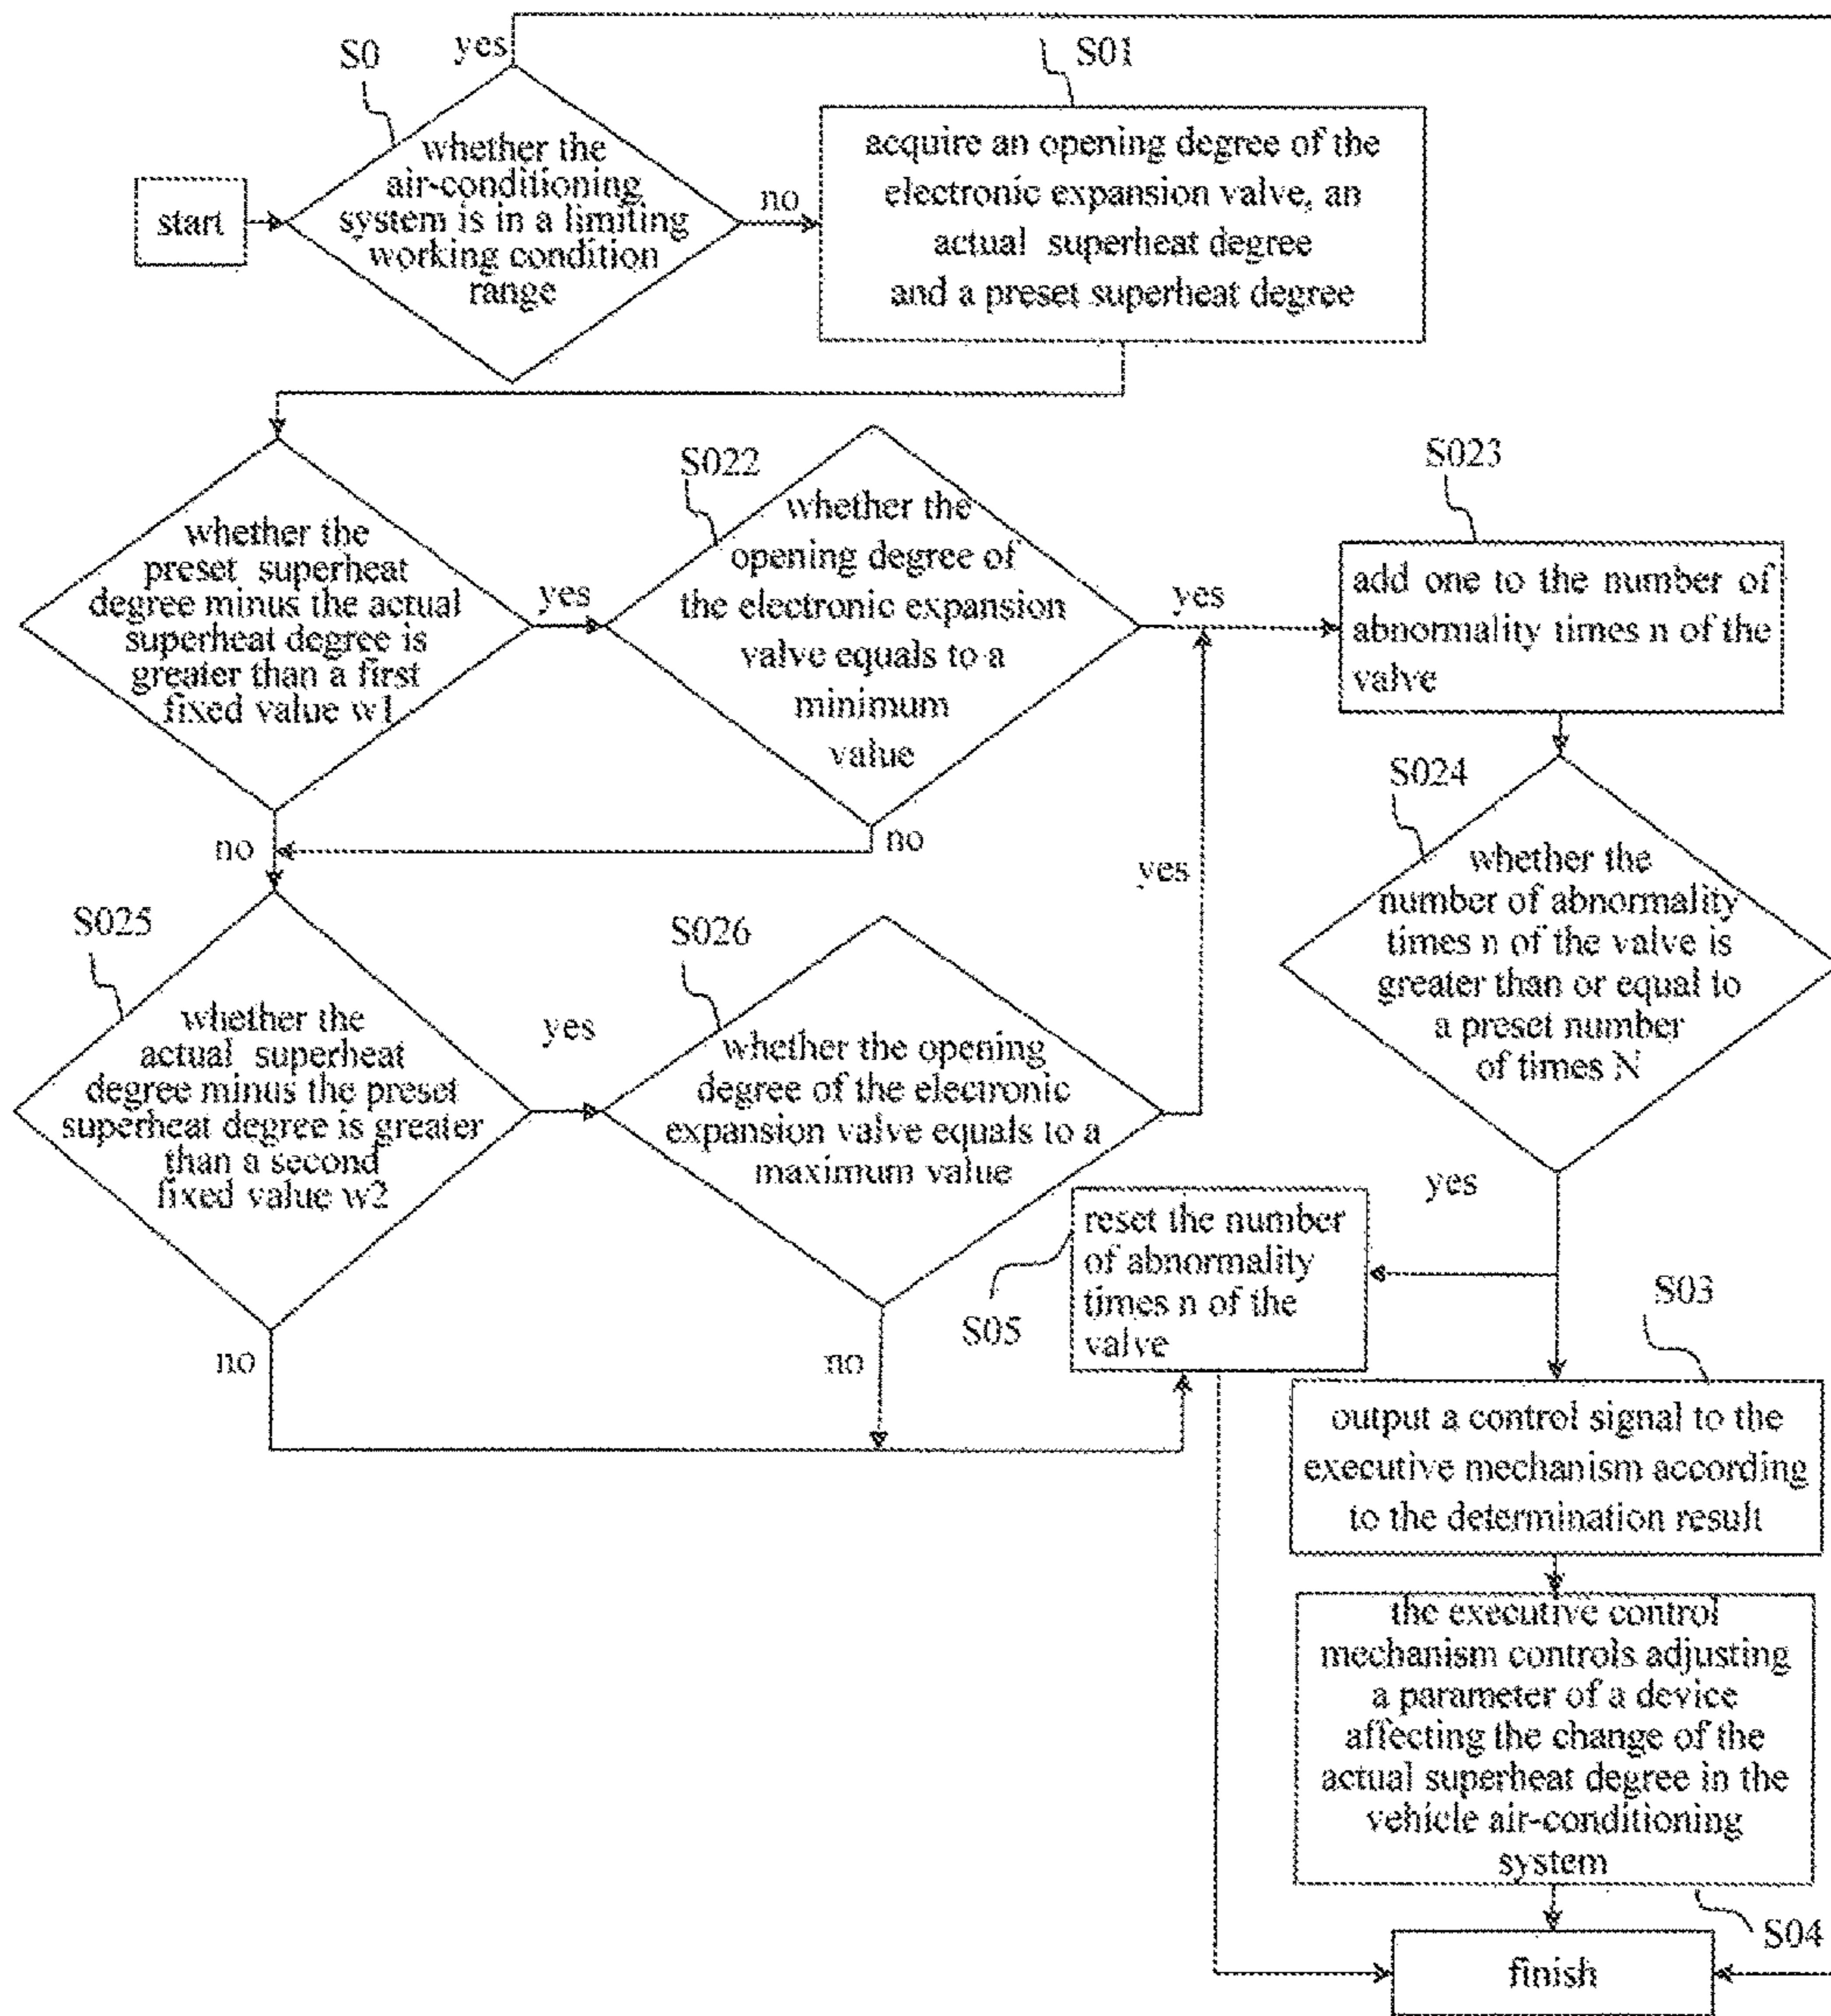 yes
S0
S01
whether the
air-conditioning
system is in a limiting
working condition
range
start
no
acquire an opening degree of the
electronic expansion valve, an
actual superheat degree
and a preset superheat degree
S022
S023
whether the
preset superheat
degree minus the actual
superheat degree is
greater than a first
fixed value w1
yes
whether the
opening degree of
the electronic expansion
valve equals to a
minimum
value
yes
add one to the number of
abnormality times n of the
valve
no
no
yes
S024
whether the
number of abnormality
times n of the valve is
greater than or equal to
a preset number
of times N
S025
S026
whether the
actual superheat
degree minus the preset
superheat degree is greater
than a second
fixed value w2
yes
whether the opening
degree of the electronic
expansion valve equals to a
maximum value
yes
reset the number
of abnormality
times n of the
valve
S05
S03
no
no
output a control signal to the
executive mechanism according
to the determination result
the executive control
mechanism controls adjusting
a parameter of a device
affecting the change of the
actual superheat degree in the
vehicle air-conditioning
system
S04
finish